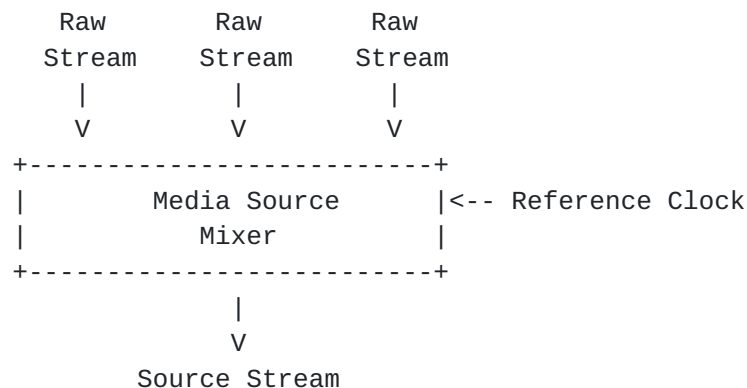 Raw       Raw      Raw
  Stream    Stream   Stream
    |         |         |
    V         V         V
+--------------------------+
|        Media Source      |<-- Reference Clock
|           Mixer          |
+--------------------------+
              |
              V
        Source Stream